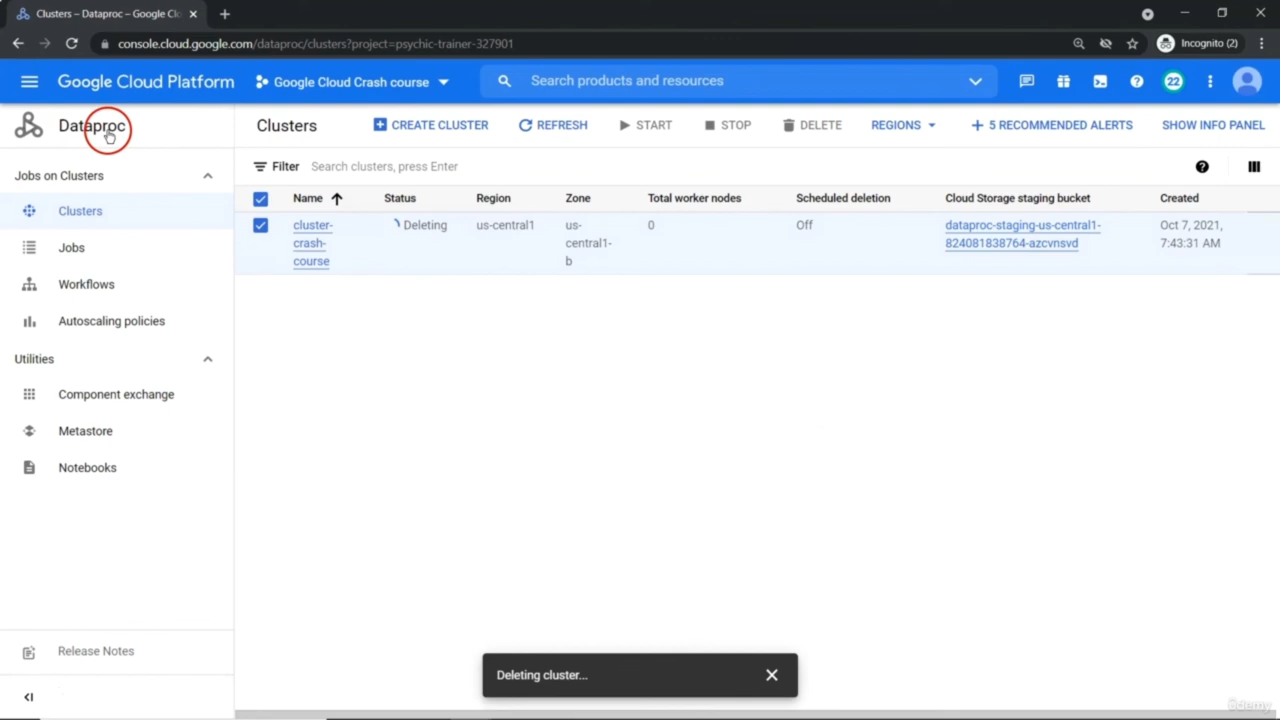 Clusters – Dataproc – Google Clo
console.cloud.google.com/dataproc/clusters?project=psychic-trainer-327901
Incognito (2)
Google Cloud Platform
Google Cloud Crash course
Search products and resources
22
Dataproc
Clusters
CREATE CLUSTER
REFRESH
START
STOP
DELETE
REGIONS
5 RECOMMENDED ALERTS
SHOW INFO PANEL
Jobs on Clusters
Clusters
Jobs
Workflows
Autoscaling policies
Utilities
Component exchange
Metastore
Notebooks
Release Notes
Filter
Search clusters, press Enter
Name
Status
Region
Zone
Total worker nodes
Scheduled deletion
Cloud Storage staging bucket
Created
cluster-
crash-
course
Deleting
us-central1
us-
central1-
b
0
Off
dataproc-staging-us-central1-
824081838764-azcvnsvd
Oct 7, 2021,
7:43:31 AM
Deleting cluster...
Udemy